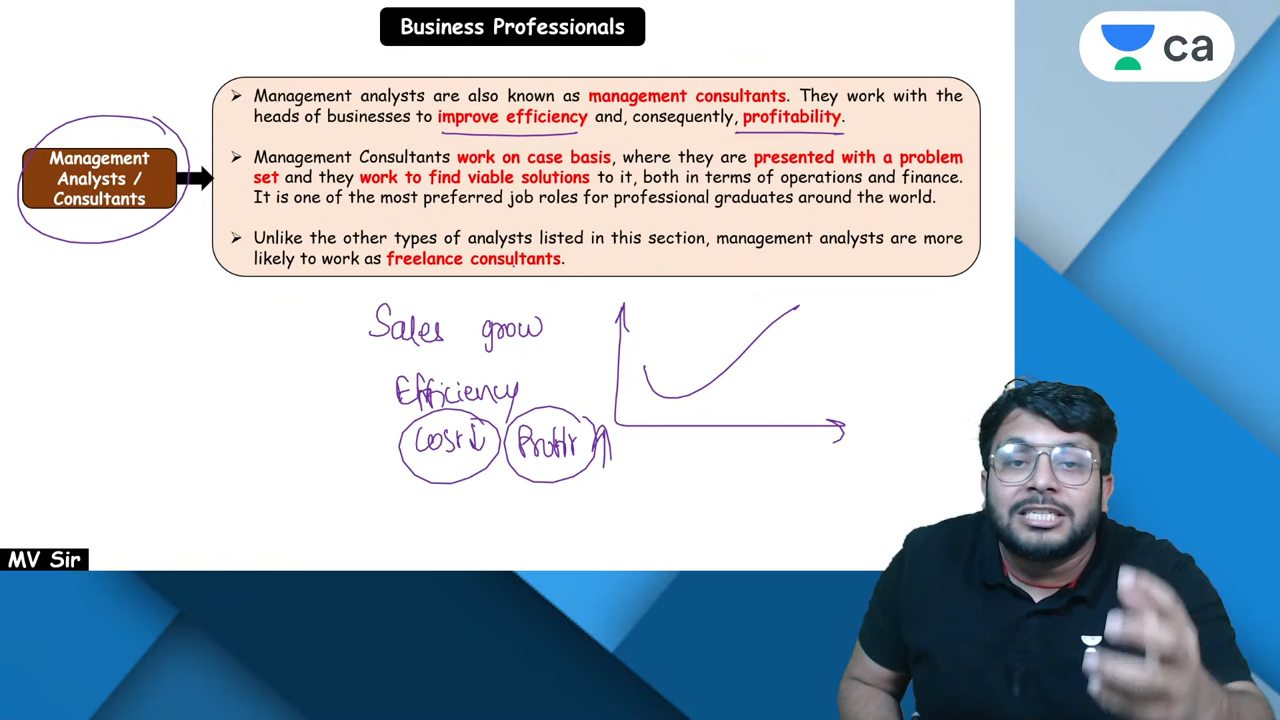 Business Professionals
ca
Management analysts are also known as management consultants. They work with the
heads of businesses to improve efficiency and, consequently, profitability.
Management
Analysts /
Consultants
Management Consultants work on case basis, where they are presented with a problem
set and they work to find viable solutions to it, both in terms of operations and finance.
It is one of the most preferred job roles for professional graduates around the world.
Unlike the other types of analysts listed in this section, management analysts are more
likely to work as freelance consultants.
Sales grow
Efficiency
Cost↓ Profit ↑
MV Sir